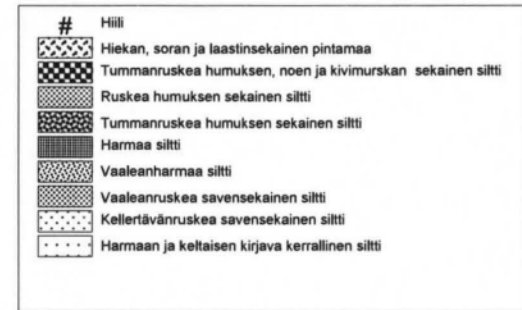 # Hiili
Hiekan, soran ja laastinsekainen pintamaa
Tummanruskea humuksen, noen ja kivimurskan sekainen siltti
Ruskea humuksen sekainen siltti
Tummanruskea humuksen sekainen siltti
Harmaa siltti
Vaaleanharmaa siltti
Vaaleanruskea savensekainen siltti
Kellertävänruskea savensekainen siltti
Harmaan ja keltaisen kirjava kerrallinen siltti